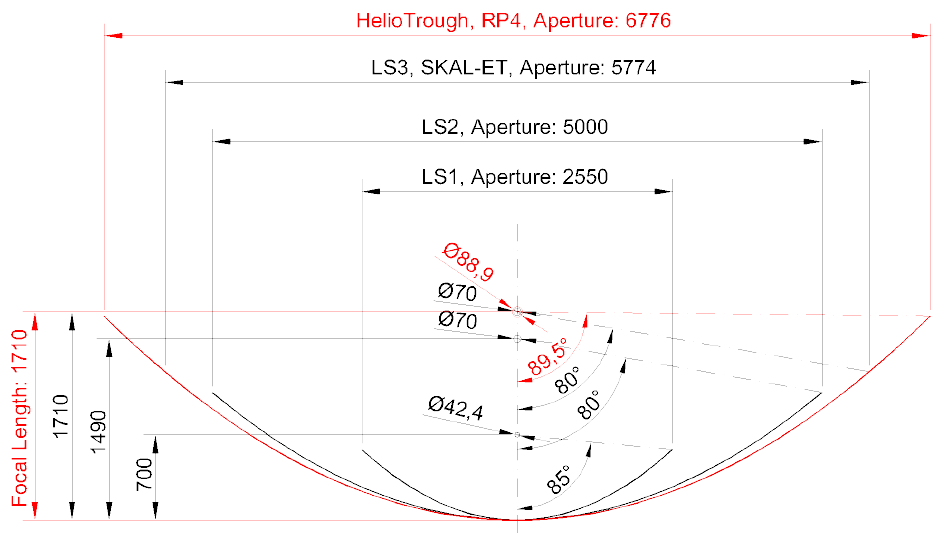 HelioTrough, RP4, Aperture: 6776
LS3, SKAL-ET, Aperture: 5774
LS2, Aperture: 5000
LS1, Aperture: 2550
Ø88,9
Ø70
Ø70
Ø42,4
89,5°
80°
80°
85°
Focal Length: 1710
1710
1490
700